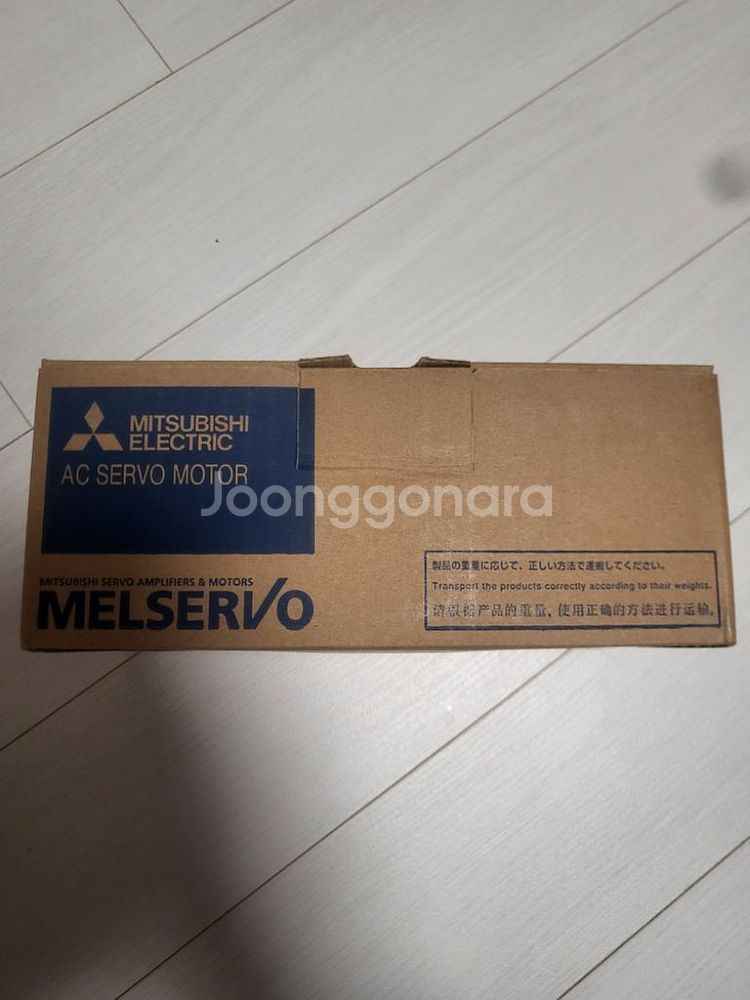 MITSUBISHI
ELECTRIC
AC SERVO MOTOR
Joonggonara
MITSUBISHI SERVO AMPLIFIERS & MOTORS
MELSERVO
製品の重量に応じて、正しい方法で運搬してください。
Transport the products correctly according to their weights.
请根据产品的重量，使用正确的方法进行运输。